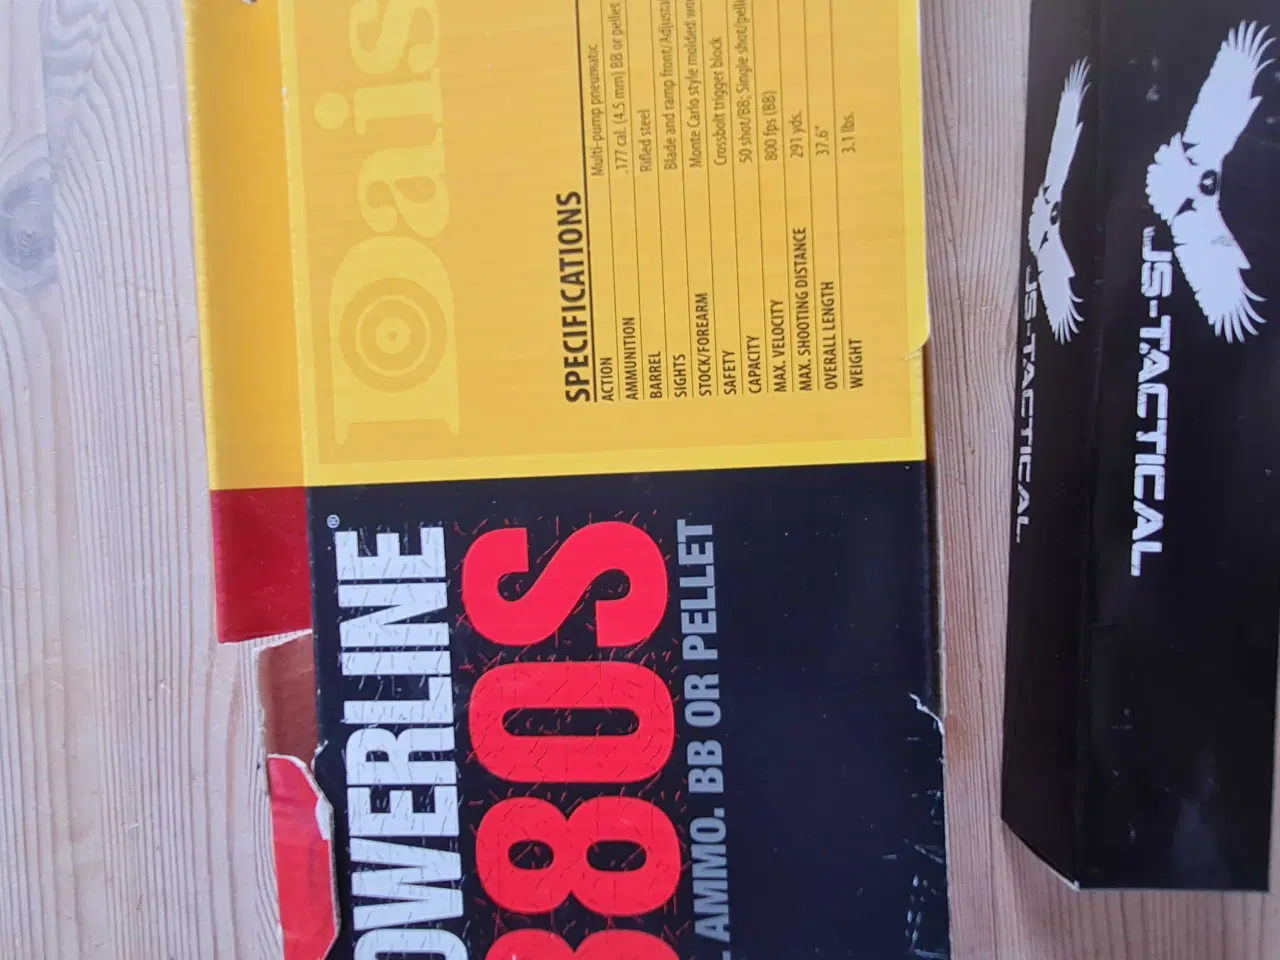 Dais
SPECIFICATIONS
ACTION Multi-pump pneumatic
AMMUNITION .177 cal. (4.5 mm) BB or pellet
BARREL Rifled steel
SIGHTS Blade and ramp front/Adjusta
STOCK/FOREARM Monte Carlo style molded wo
SAFETY Crossbolt trigger block
CAPACITY 50 shot/BB; Single shot/pell
MAX. VELOCITY 800 fps (BB)
MAX. SHOOTING DISTANCE 291 yds.
OVERALL LENGTH 37.6"
WEIGHT 3.1 lbs.
OWERLINE®
880S
AMMO. BB OR PELLET
JS-TACTICAL
JS-TACTICAL